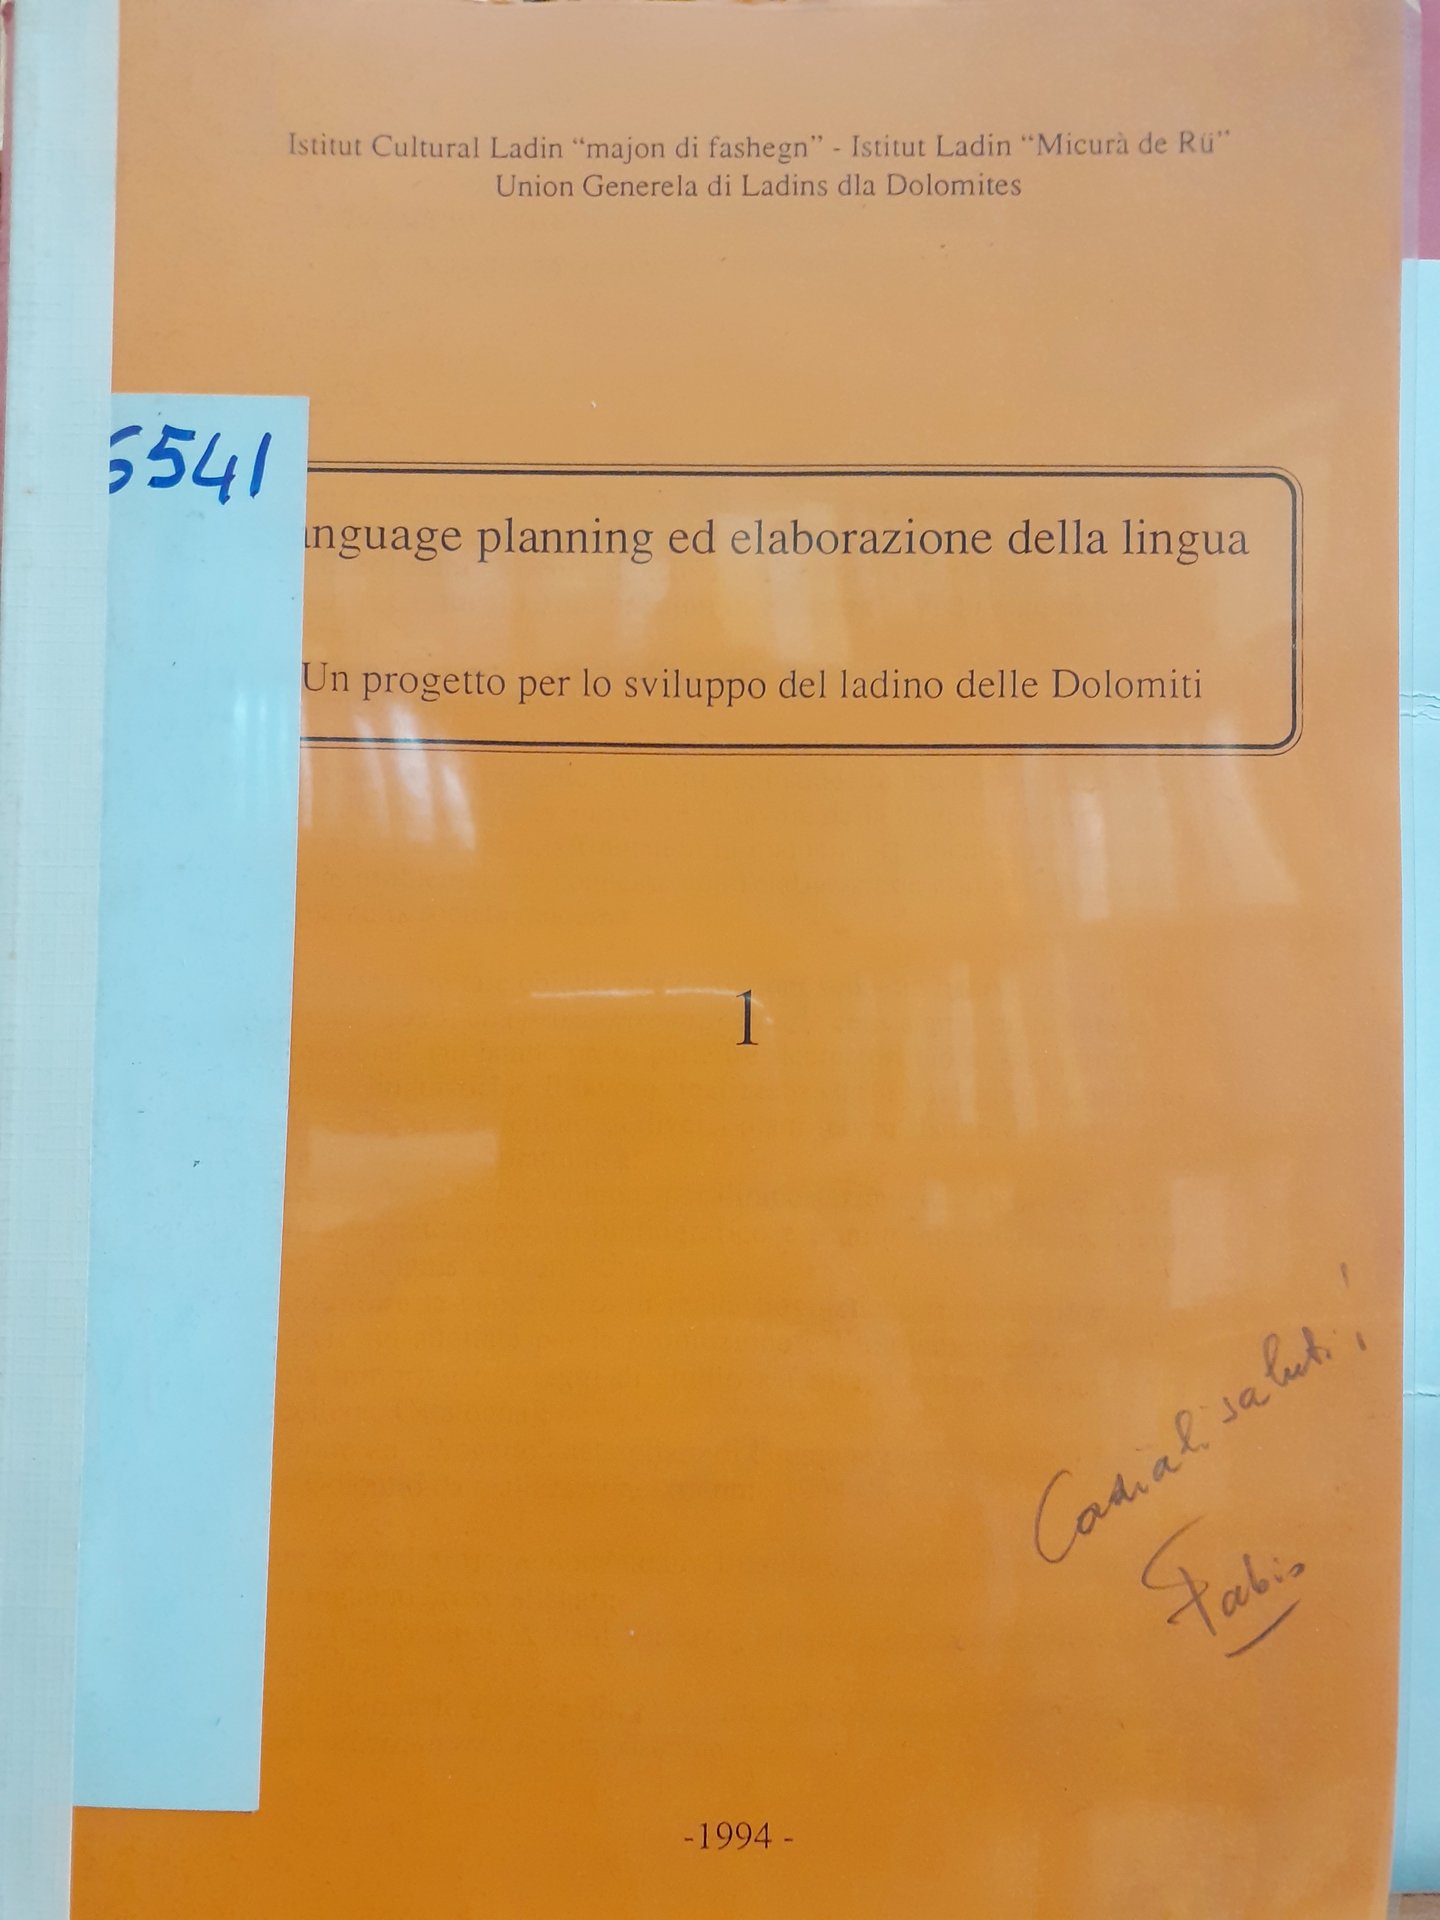 Istitut Cultural Ladin “majon di fashegn” - Istitut Ladin “Micurà de Rü”
Union Generela di Ladins dla Dolomites
6541
anguage planning ed elaborazione della lingua
Un progetto per lo sviluppo del ladino delle Dolomiti
1
Cordiali saluti!
Fabio
-1994 -